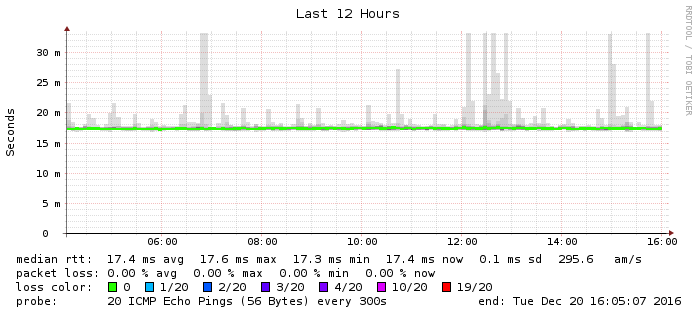 Last 12 Hours
RRDTOOL / TOBI OETIKER
Seconds
30 m
25 m
20 m
15 m
10 m
5 m
0
06:00 08:00 10:00 12:00 14:00 16:00
median rtt: 17.4 ms avg 17.6 ms max 17.3 ms min 17.4 ms now 0.1 ms sd 295.6 am/s
packet loss: 0.00 % avg 0.00 % max 0.00 % min 0.00 % now
loss color: 0 1/20 2/20 3/20 4/20 10/20 19/20
probe: 20 ICMP Echo Pings (56 Bytes) every 300s end: Tue Dec 20 16:05:07 2016